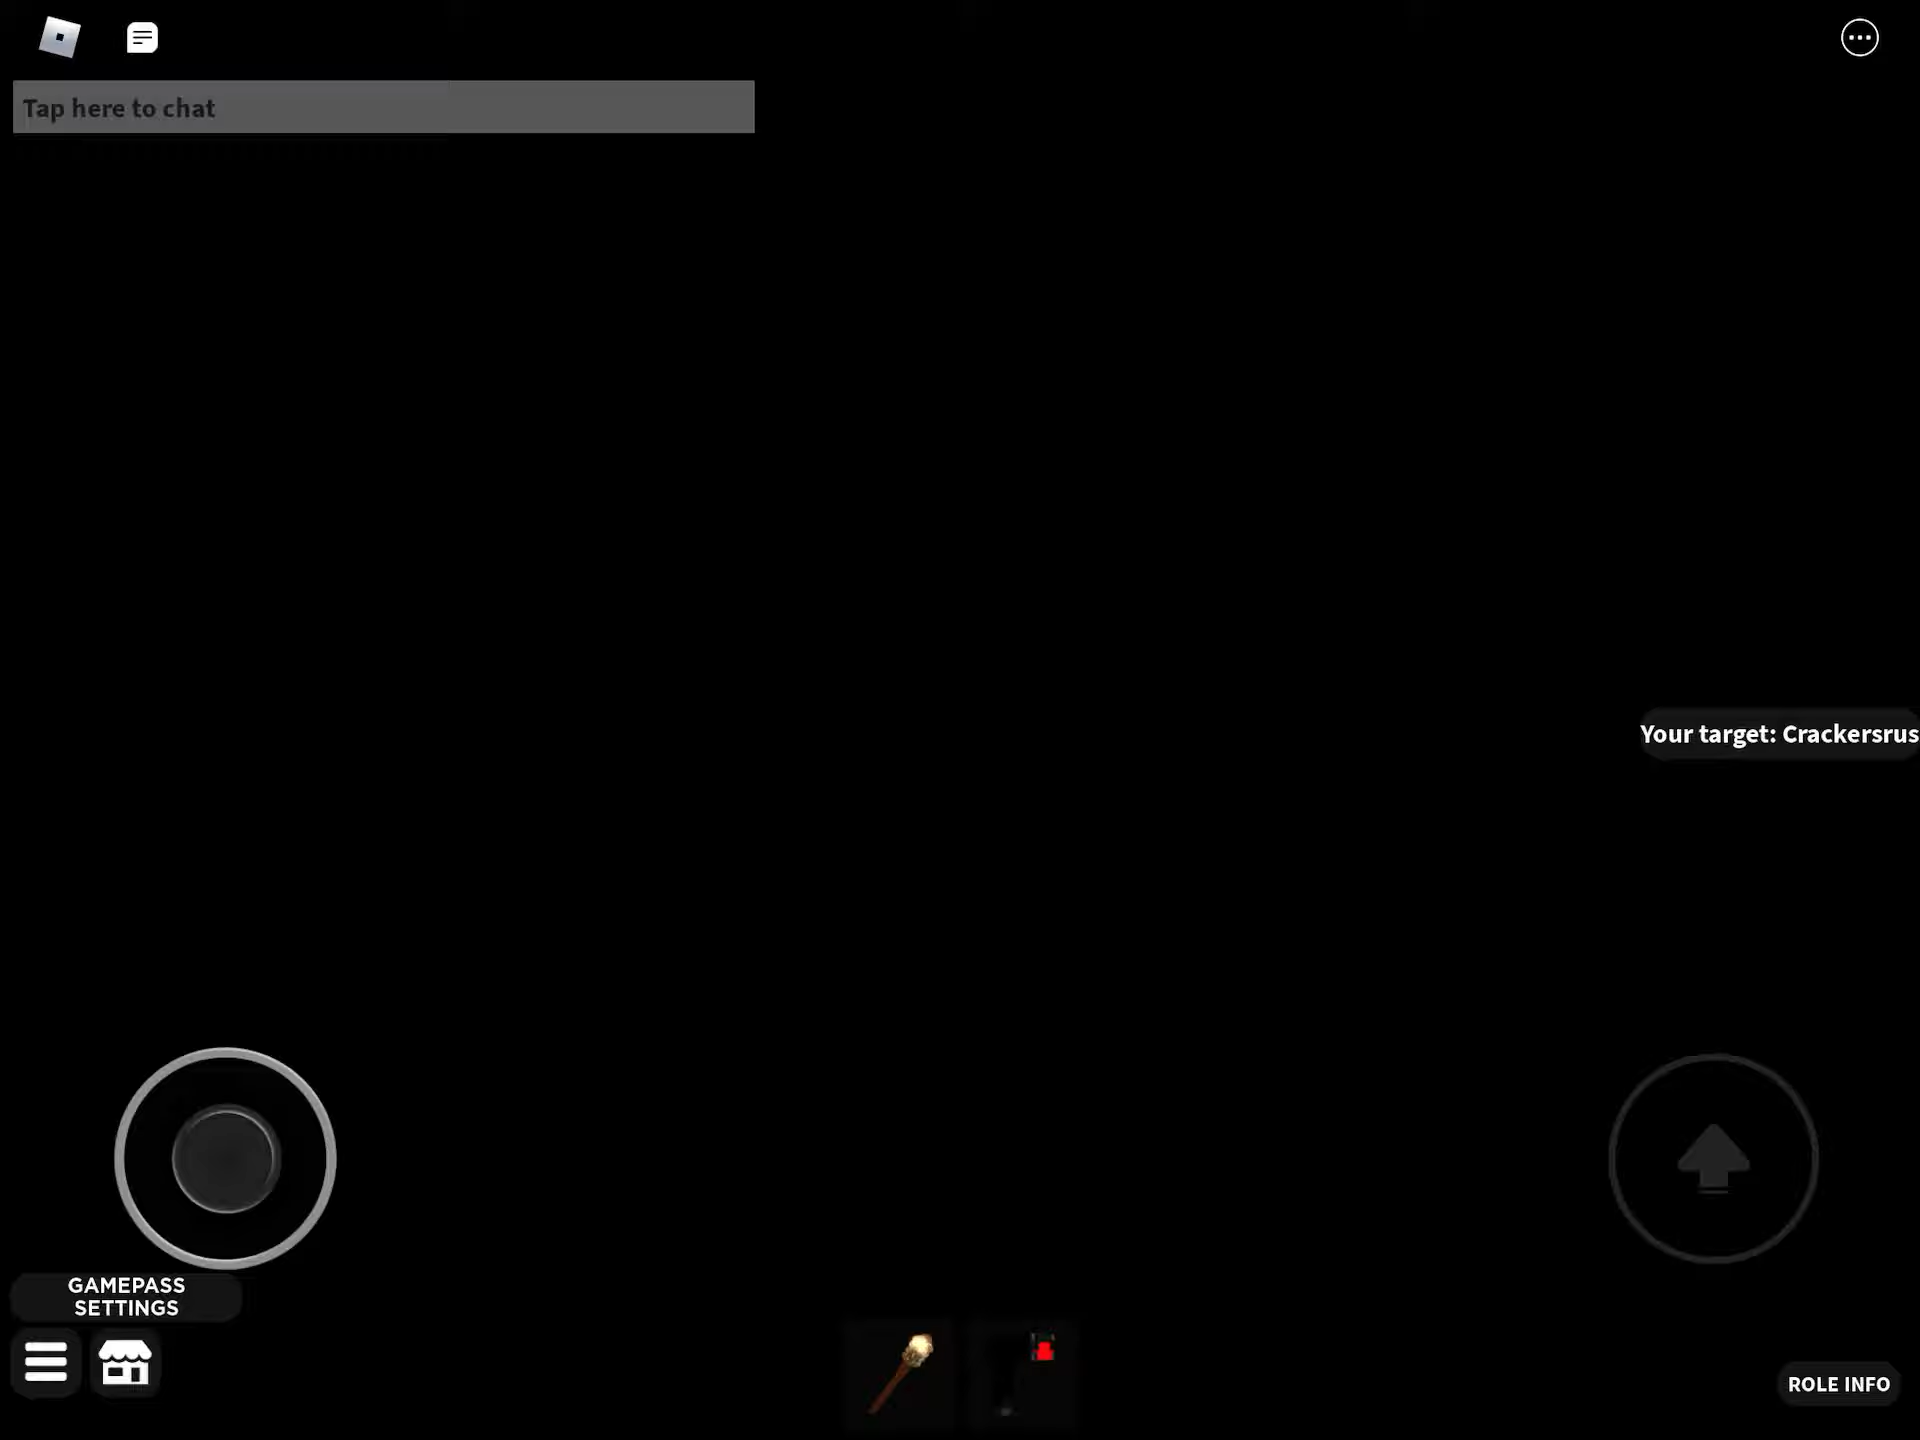 Tap here to chat
Your target: Crackersrus
GAMEPASS
SETTINGS
ROLE INFO